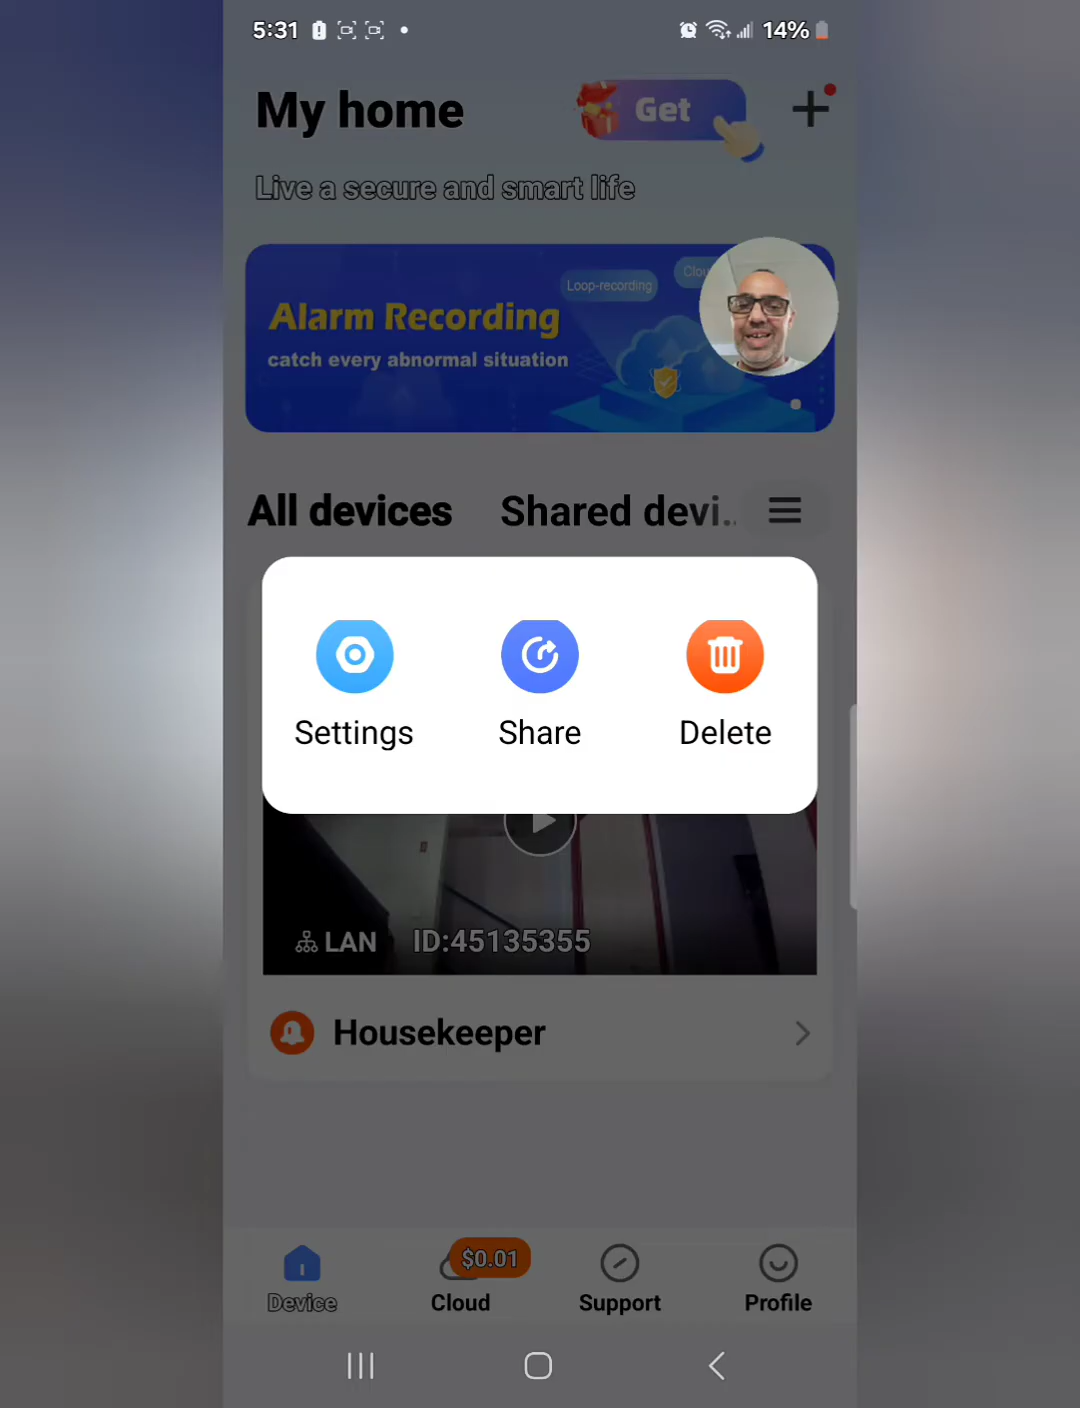 5:31
14%
My home
Get
Live a secure and smart life
Loop-recording
Clou
Alarm Recording
catch every abnormal situation
All devices
Shared devi..
Settings
Share
Delete
LAN
ID:45135355
Housekeeper
$0.01
Device
Cloud
Support
Profile